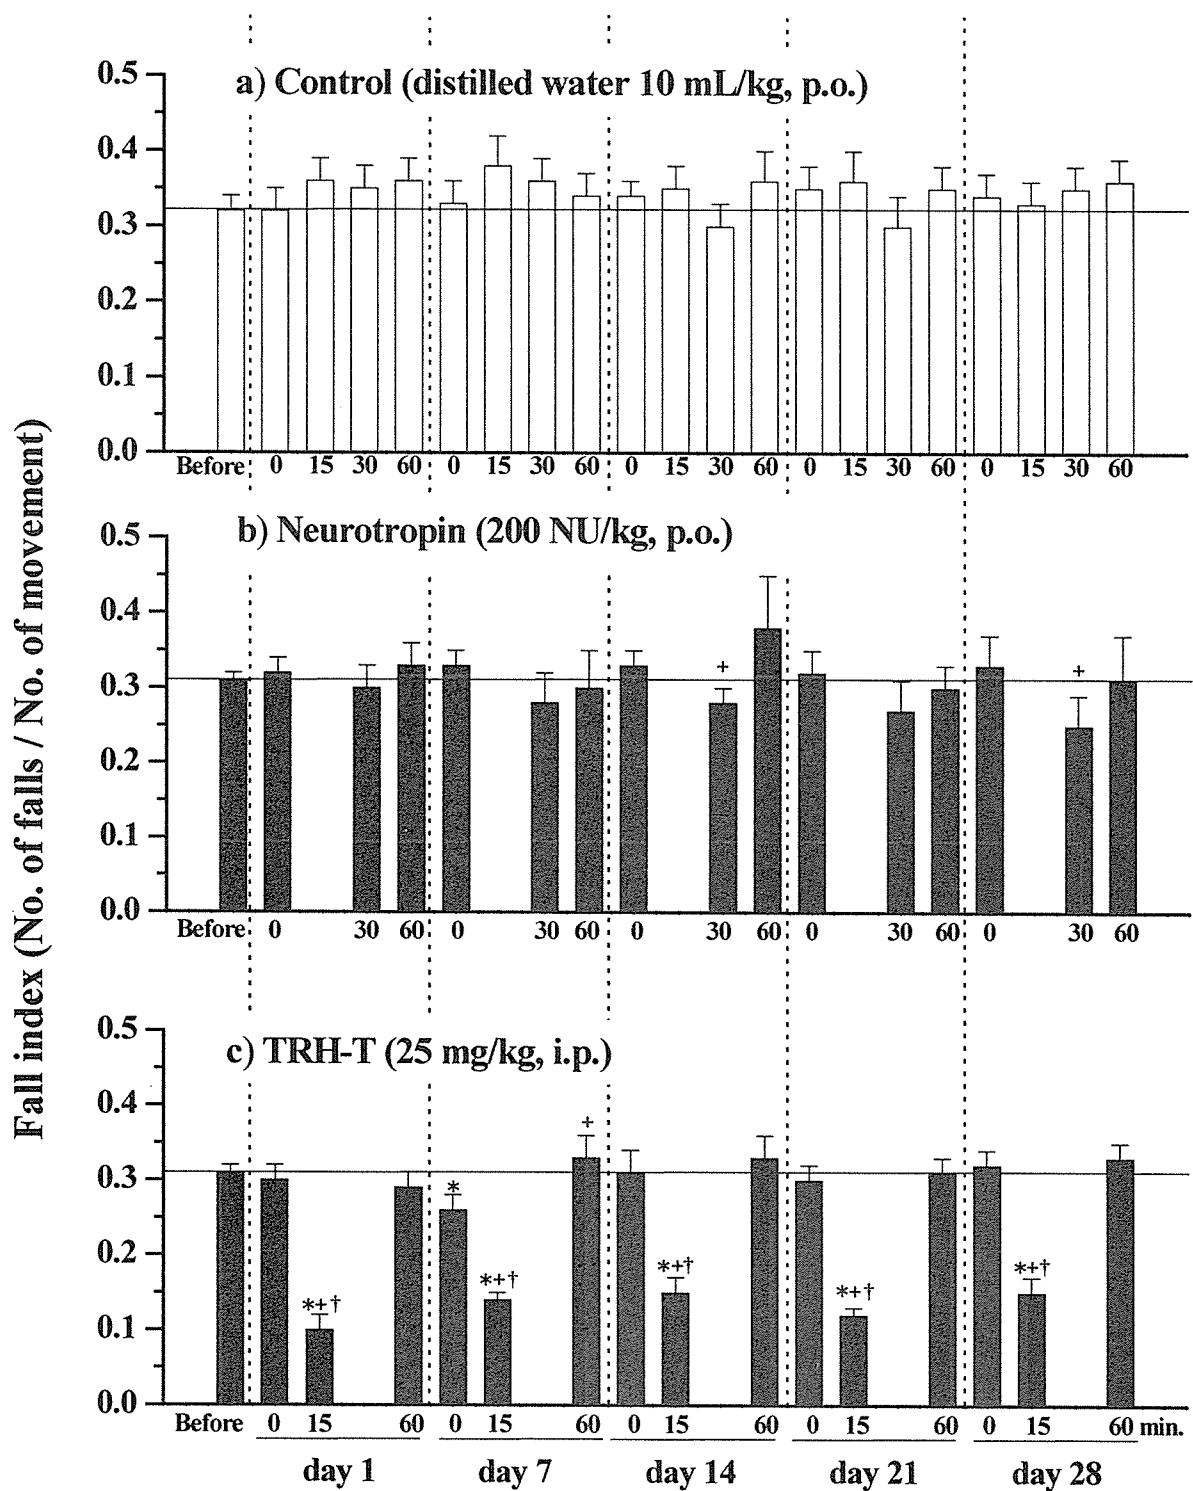 Fall index (No. of falls / No. of movement)
a) Control (distilled water 10 mL/kg, p.o.)
0.5
0.4
0.3
0.2
0.1
0.0
Before 0 15 30 60 0 15 30 60 0 15 30 60 0 15 30 60 0 15 30 60
b) Neurotropin (200 NU/kg, p.o.)
0.5
0.4
+ +
0.3
0.2
0.1
0.0
Before 0 30 60 0 30 60 0 30 60 0 30 60 0 30 60
c) TRH-T (25 mg/kg, i.p.)
0.5
0.4
+
0.3
*
0.2
*+† *+† *+† *+† *+†
0.1
0.0
Before 0 15 60 0 15 60 0 15 60 0 15 60 0 15 60 min.
day 1 day 7 day 14 day 21 day 28